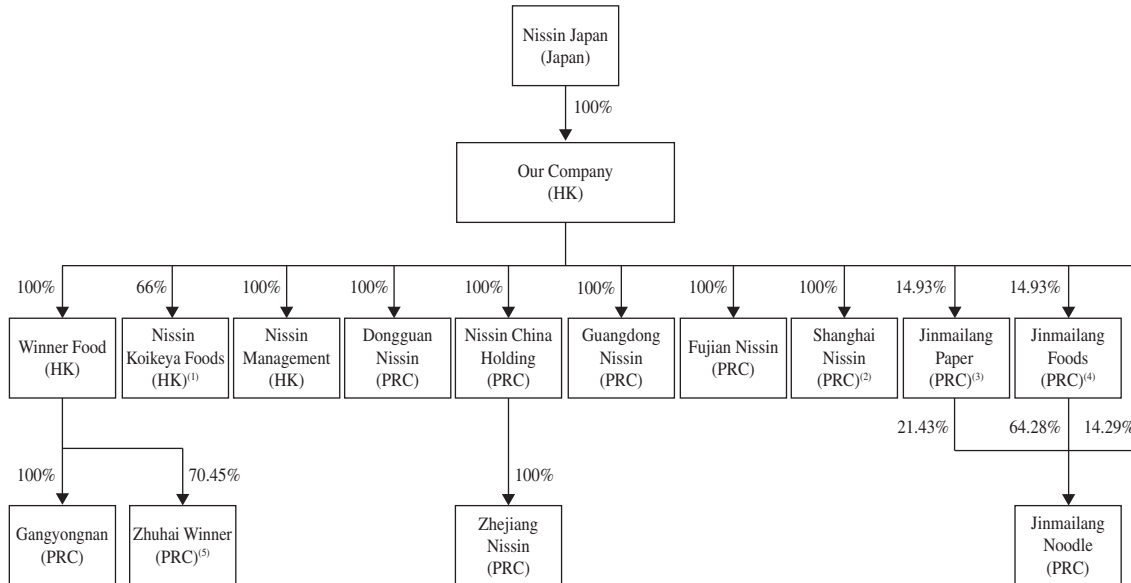 Nissin Japan
(Japan)
100%
Our Company
(HK)
100%
66%
100%
100%
100%
100%
100%
100%
14.93%
14.93%
Winner Food
(HK)
Nissin
Koikeya Foods
(HK)(1)
Nissin
Management
(HK)
Dongguan
Nissin
(PRC)
Nissin China
Holding
(PRC)
Guangdong
Nissin
(PRC)
Fujian Nissin
(PRC)
Shanghai
Nissin
(PRC)(2)
Jinmailang
Paper
(PRC)(3)
Jinmailang
Foods
(PRC)(4)
21.43%
64.28%
14.29%
100%
70.45%
100%
Gangyongnan
(PRC)
Zhuhai Winner
(PRC)(5)
Zhejiang
Nissin
(PRC)
Jinmailang
Noodle
(PRC)